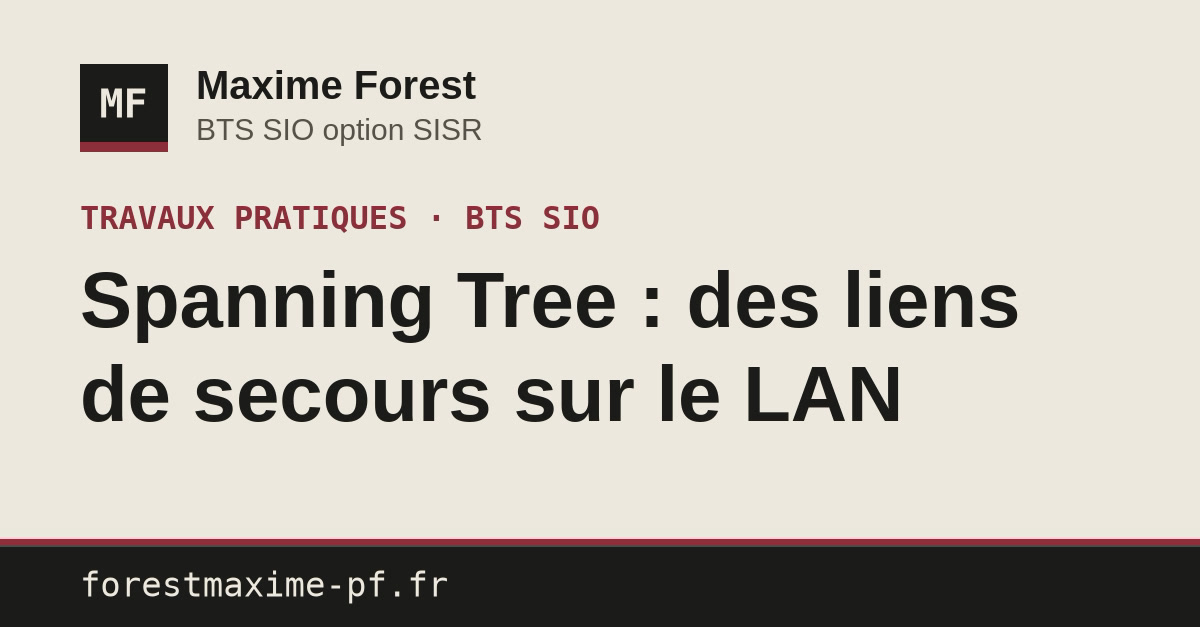 MF
Maxime Forest
BTS SIO option SISR
TRAVAUX PRATIQUES · BTS SIO
Spanning Tree : des liens
de secours sur le LAN
forestmaxime-pf.fr